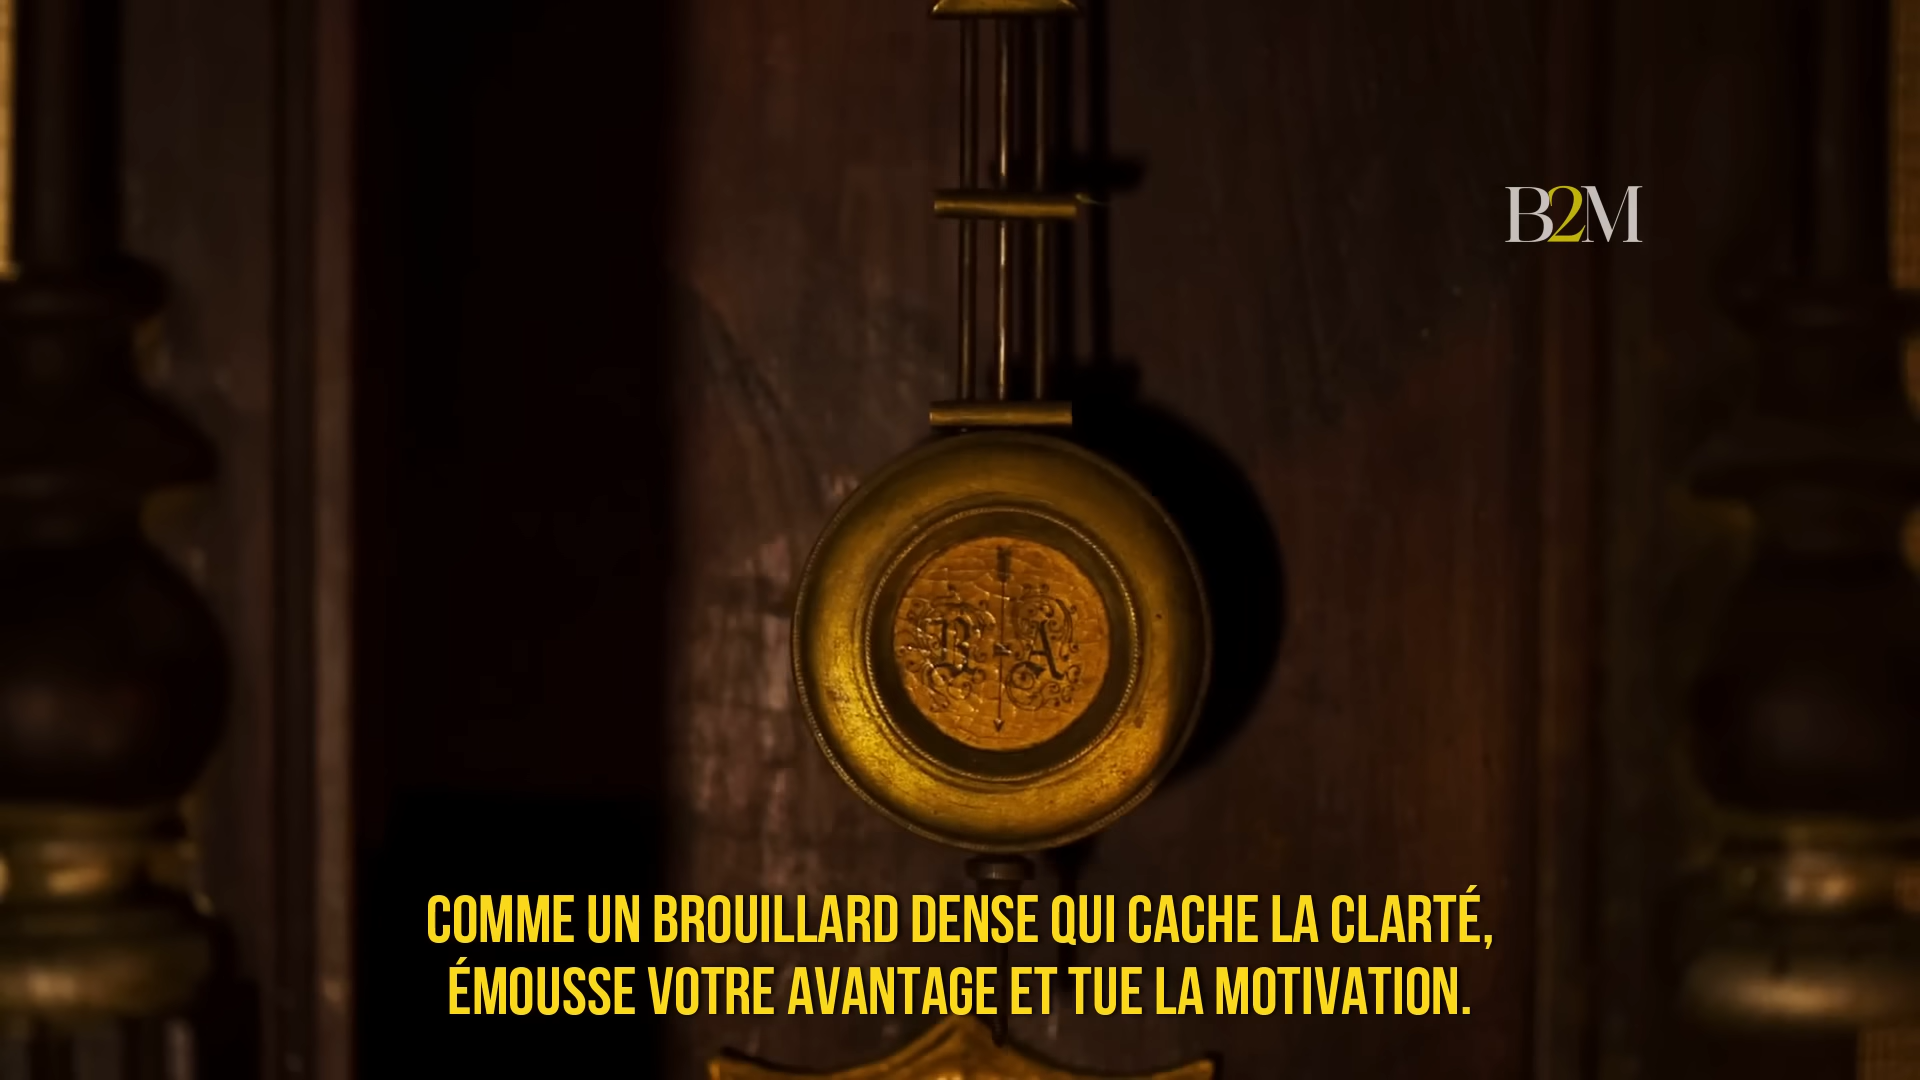 B2M
R A
COMME UN BROUILLARD DENSE QUI CACHE LA CLARTÉ,
ÉMOUSSE VOTRE AVANTAGE ET TUE LA MOTIVATION.